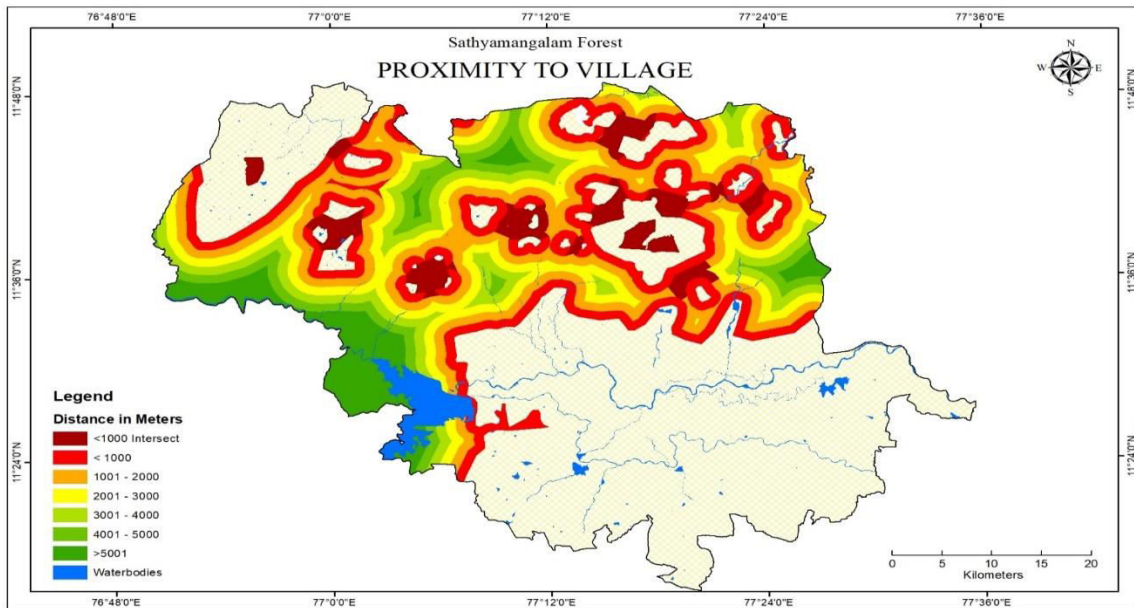 76°48'0"E 77°0'0"E 77°12'0"E 77°24'0"E 77°36'0"E
Sathyamangalam Forest
PROXIMITY TO VILLAGE
N
W E
S
11°48'0"N 11°48'0"N
11°36'0"N 11°36'0"N
11°24'0"N 11°24'0"N
Legend
Distance in Meters
<1000 Intersect
< 1000
1001 - 2000
2001 - 3000
3001 - 4000
4001 - 5000
>5001
Waterbodies
0 5 10 15 20
Kilometers
76°48'0"E 77°0'0"E 77°12'0"E 77°24'0"E 77°36'0"E